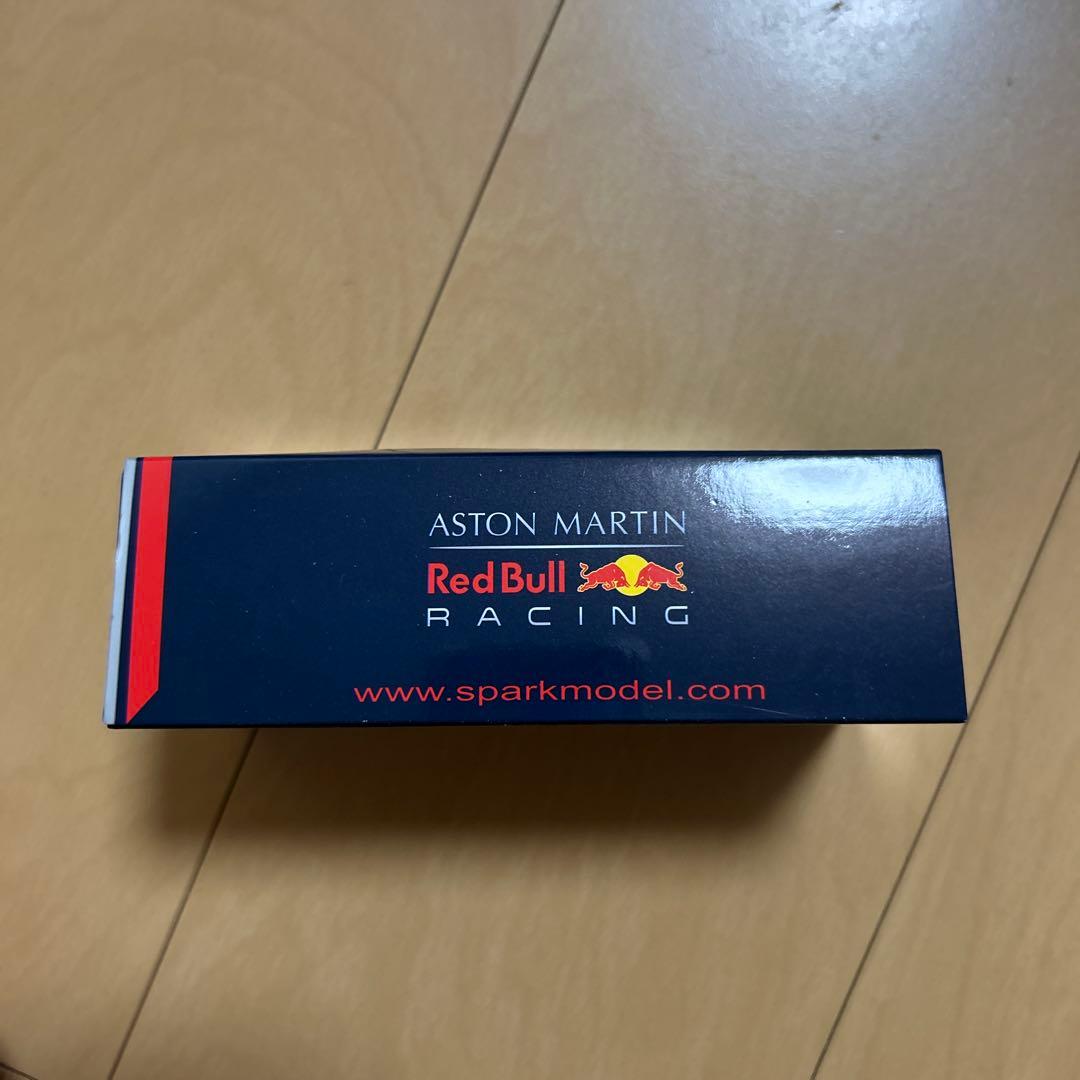 ASTON MARTIN
Red Bull
RACING
www.sparkmodel.com